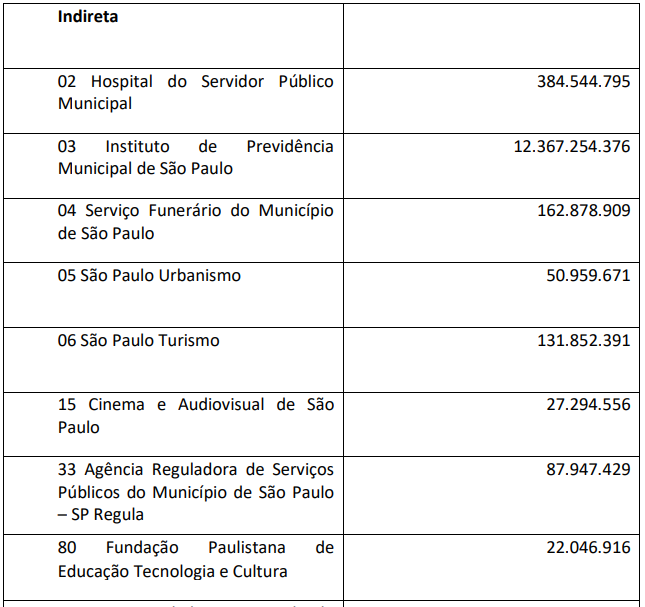 Indireta
02 Hospital do Servidor Público
Municipal
384.544.795
03 Instituto de Previdência
Municipal de São Paulo
12.367.254.376
04 Serviço Funerário do Município
de São Paulo
162.878.909
05 São Paulo Urbanismo
50.959.671
06 São Paulo Turismo
131.852.391
15 Cinema e Audiovisual de São
Paulo
27.294.556
33 Agência Reguladora de Serviços
Públicos do Município de São Paulo
– SP Regula
87.947.429
80 Fundação Paulistana de
Educação Tecnologia e Cultura
22.046.916